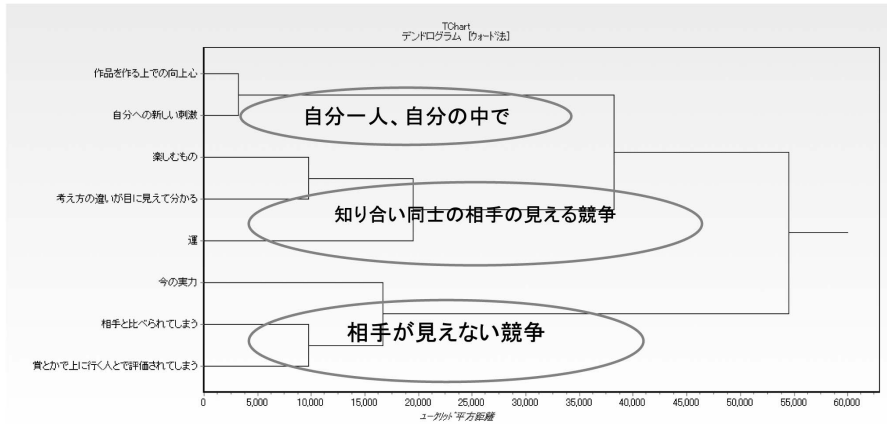 TChart
デンドログラム [ウォード法]
作品を作る上での向上心
自分への新しい刺激
楽しむもの
考え方の違いが目に見えて分かる
運
今の実力
相手と比べられてしまう
賞とかで上に行く人とで評価されてしまう
自分一人、自分の中で
知り合い同士の相手の見える競争
相手が見えない競争
0 5,000 10,000 15,000 20,000 25,000 30,000 35,000 40,000 45,000 50,000 55,000 60,000
ユークリッド平方距離